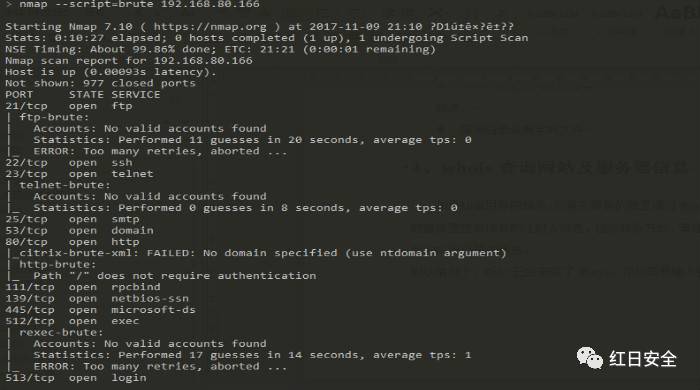 > nmap --script=brute 192.168.80.166
Starting Nmap 7.10 ( https://nmap.org ) at 2017-11-09 21:10 ?D1ú±ê×?ê±??
Stats: 0:10:27 elapsed; 0 hosts completed (1 up), 1 undergoing Script Scan
NSE Timing: About 99.86% done; ETC: 21:21 (0:00:01 remaining)
Nmap scan report for 192.168.80.166
Host is up (0.00093s latency).
Not shown: 977 closed ports
PORT     STATE SERVICE
21/tcp   open  ftp
| ftp-brute:
|   Accounts: No valid accounts found
|   Statistics: Performed 11 guesses in 20 seconds, average tps: 0
|_  ERROR: Too many retries, aborted ...
22/tcp   open  ssh
23/tcp   open  telnet
| telnet-brute:
|   Accounts: No valid accounts found
|_  Statistics: Performed 0 guesses in 8 seconds, average tps: 0
25/tcp   open  smtp
53/tcp   open  domain
80/tcp   open  http
|_citrix-brute-xml: FAILED: No domain specified (use ntdomain argument)
| http-brute:
|_  Path "/" does not require authentication
111/tcp  open  rpcbind
139/tcp  open  netbios-ssn
445/tcp  open  microsoft-ds
512/tcp  open  exec
| rexec-brute:
|   Accounts: No valid accounts found
|   Statistics: Performed 17 guesses in 14 seconds, average tps: 1
|_  ERROR: Too many retries, aborted ...
513/tcp  open  login
红日安全